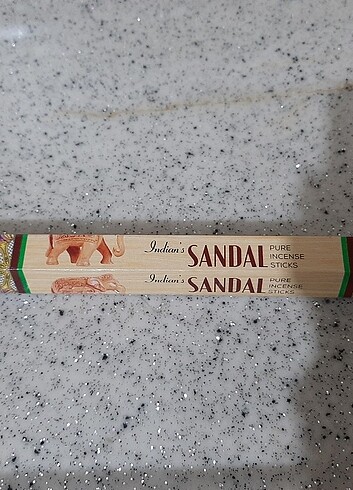 Indian's SANDAL PURE
INCENSE
STICKS
Indian's SANDAL PURE
INCENSE
STICKS